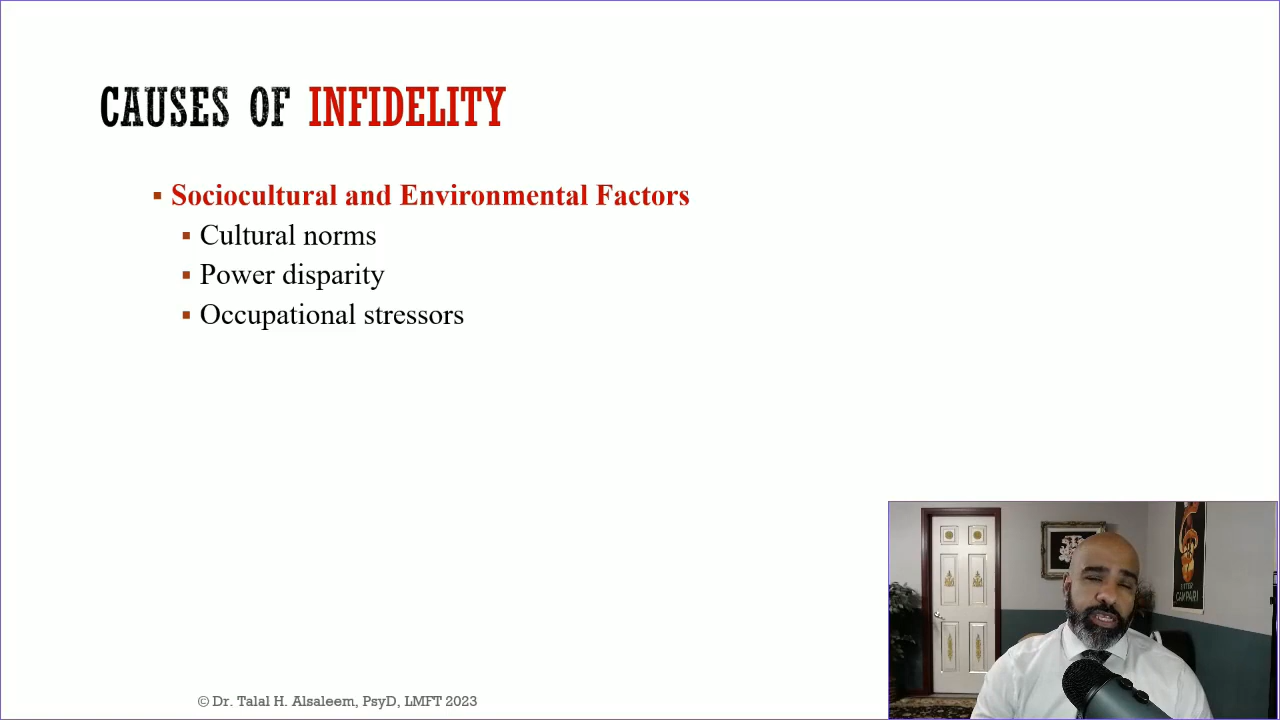 CAUSES OF INFIDELITY
▪ Sociocultural and Environmental Factors
▪ Cultural norms
▪ Power disparity
▪ Occupational stressors
CAMPARI
© Dr. Talal H. Alsaleem, PsyD, LMFT 2023